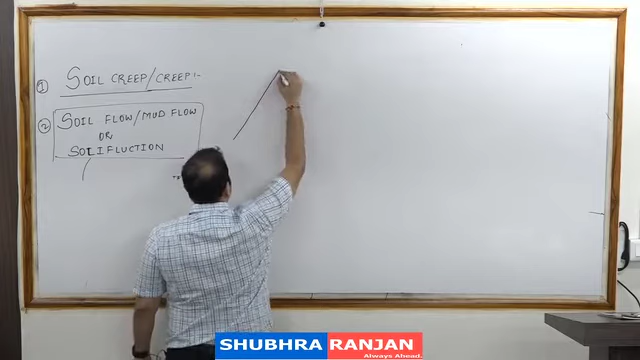 ① SOIL CREEP/CREEP:-
② SOIL FLOW/MUD FLOW
OR
SOLIFLUCTION
SHUBHRA RANJAN
Always Ahead.